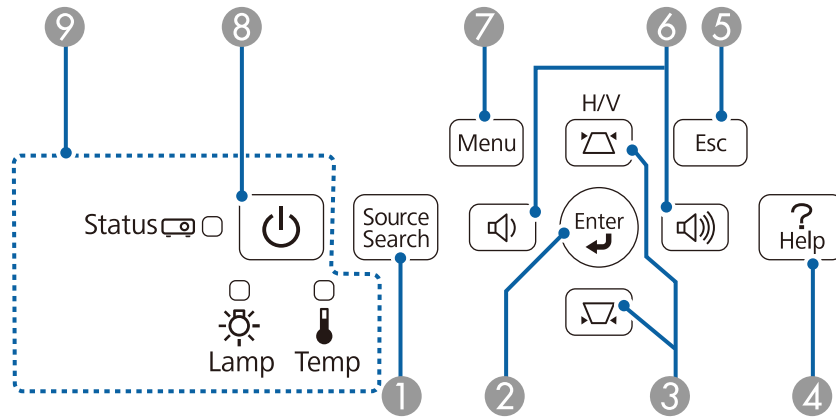 9
8
7
6
5
H/V
Menu
Esc
Status
Source
Search
Enter
?
Help
Lamp
Temp
1
2
3
4